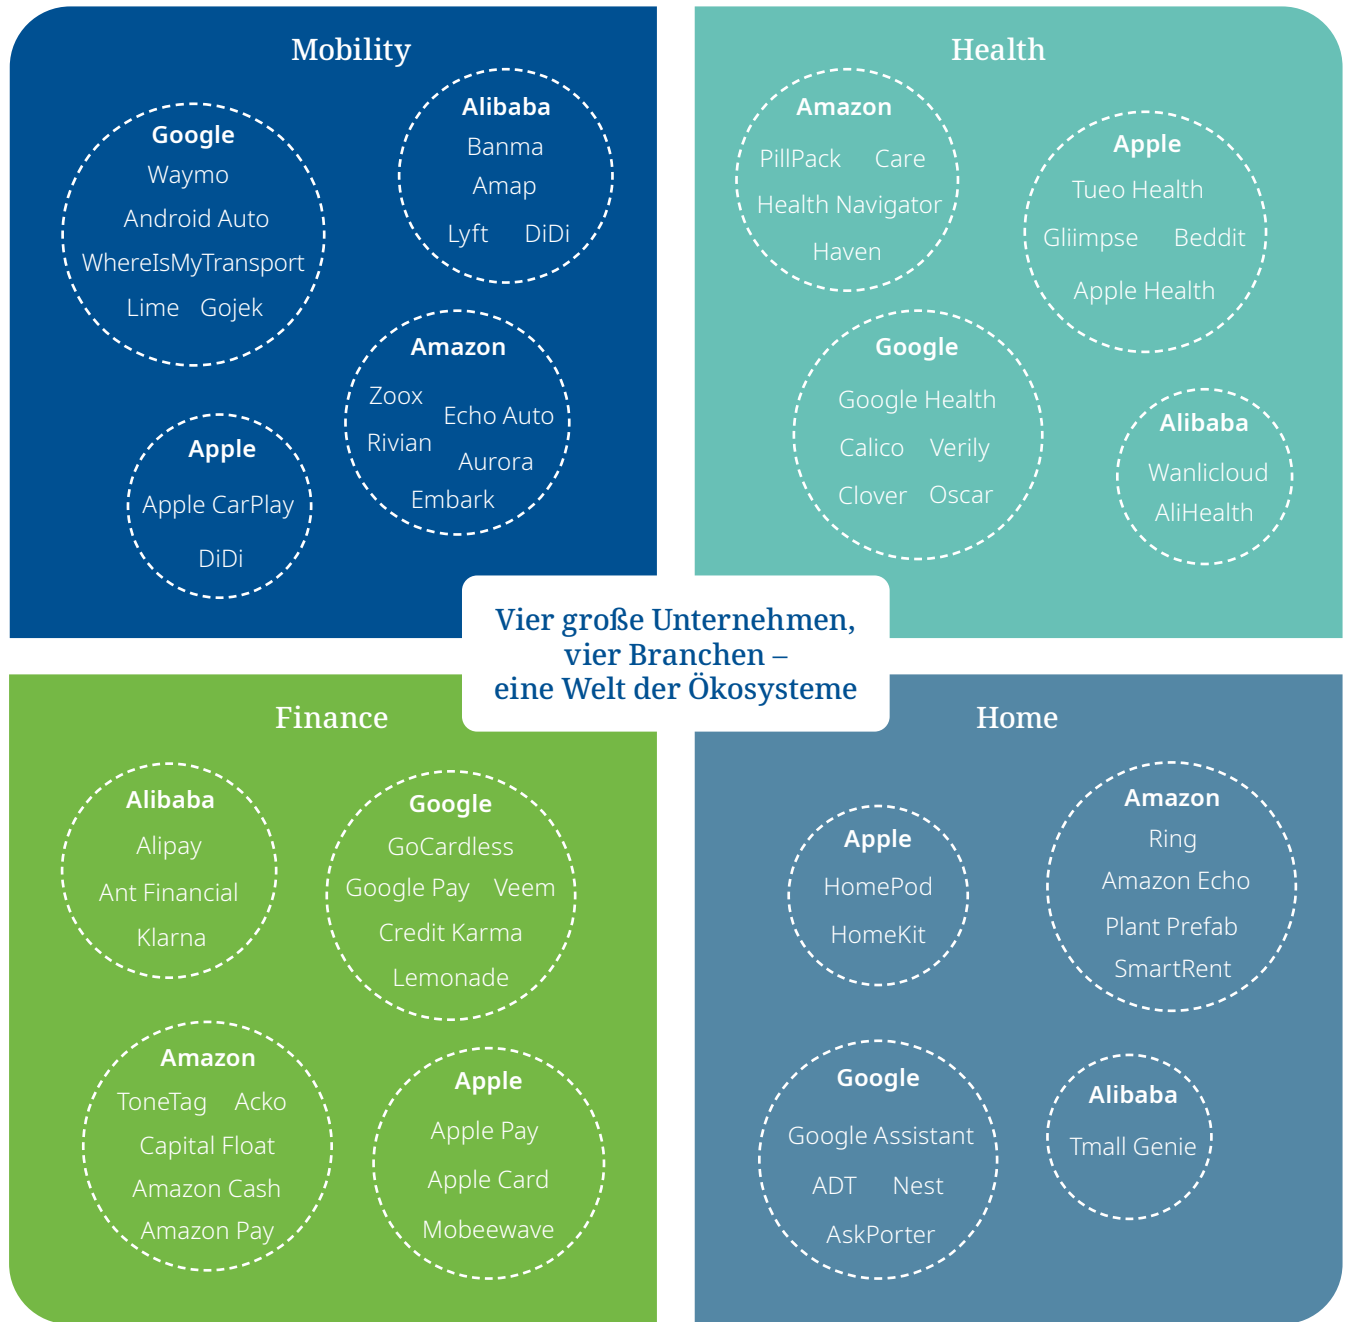 Mobility
Google
Waymo
Android Auto
WhereIsMyTransport
Lime Gojek
Alibaba
Banma
Amap
Lyft DiDi
Amazon
Zoox
Echo Auto
Rivian
Aurora
Embark
Apple
Apple CarPlay
DiDi
Health
Amazon
PillPack Care
Health Navigator
Haven
Apple
Tueo Health
Gliimpse Beddit
Apple Health
Google
Google Health
Calico Verily
Clover Oscar
Alibaba
Wanlicloud
AliHealth
Vier große Unternehmen,
vier Branchen –
eine Welt der Ökosysteme
Finance
Alibaba
Alipay
Ant Financial
Klarna
Google
GoCardless
Google Pay Veem
Credit Karma
Lemonade
Amazon
ToneTag Acko
Capital Float
Amazon Cash
Amazon Pay
Apple
Apple Pay
Apple Card
Mobeewave
Home
Apple
HomePod
HomeKit
Amazon
Ring
Amazon Echo
Plant Prefab
SmartRent
Google
Google Assistant
ADT Nest
AskPorter
Alibaba
Tmall Genie